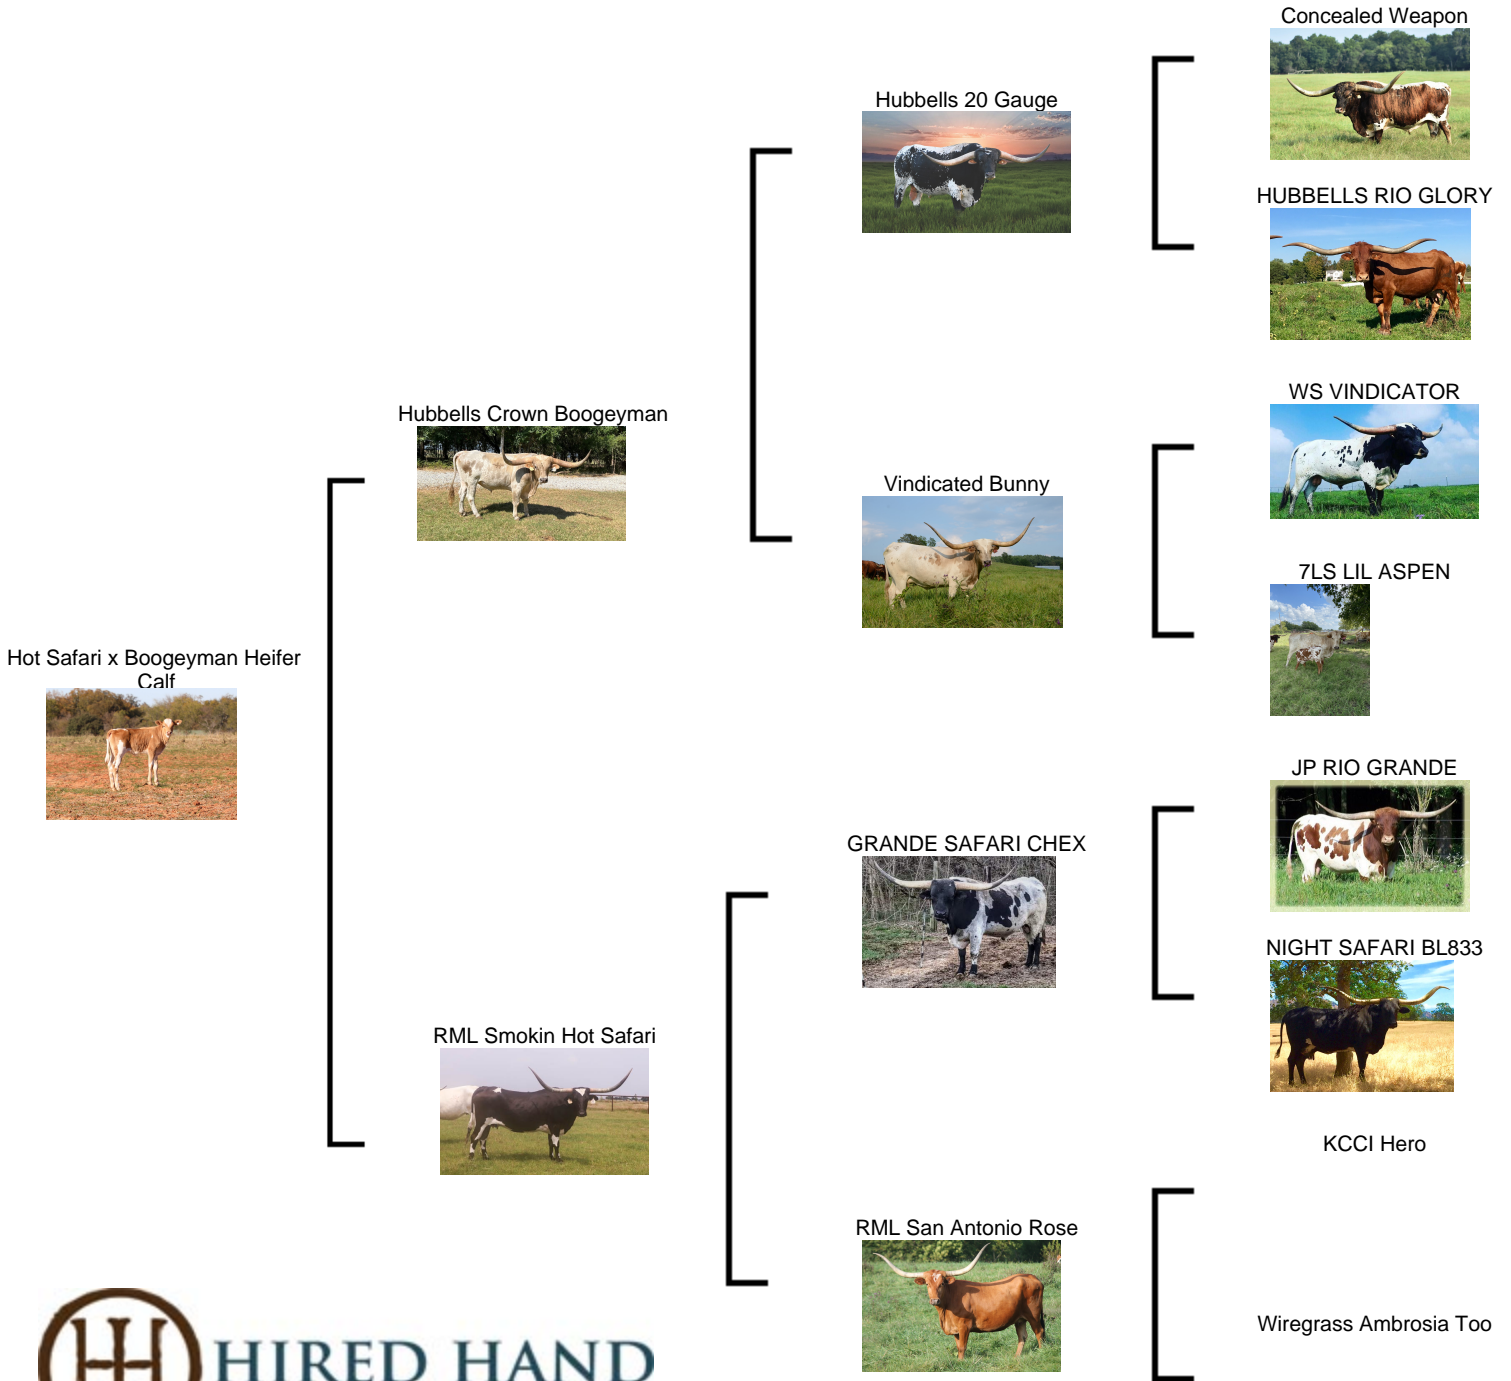 Concealed Weapon
Hubbells 20 Gauge
HUBBELLS RIO GLORY
WS VINDICATOR
Hubbells Crown Boogeyman
Vindicated Bunny
7LS LIL ASPEN
Hot Safari x Boogeyman Heifer
Calf
JP RIO GRANDE
GRANDE SAFARI CHEX
NIGHT SAFARI BL833
RML Smokin Hot Safari
KCCI Hero
RML San Antonio Rose
Wiregrass Ambrosia Too
HIRED HAND